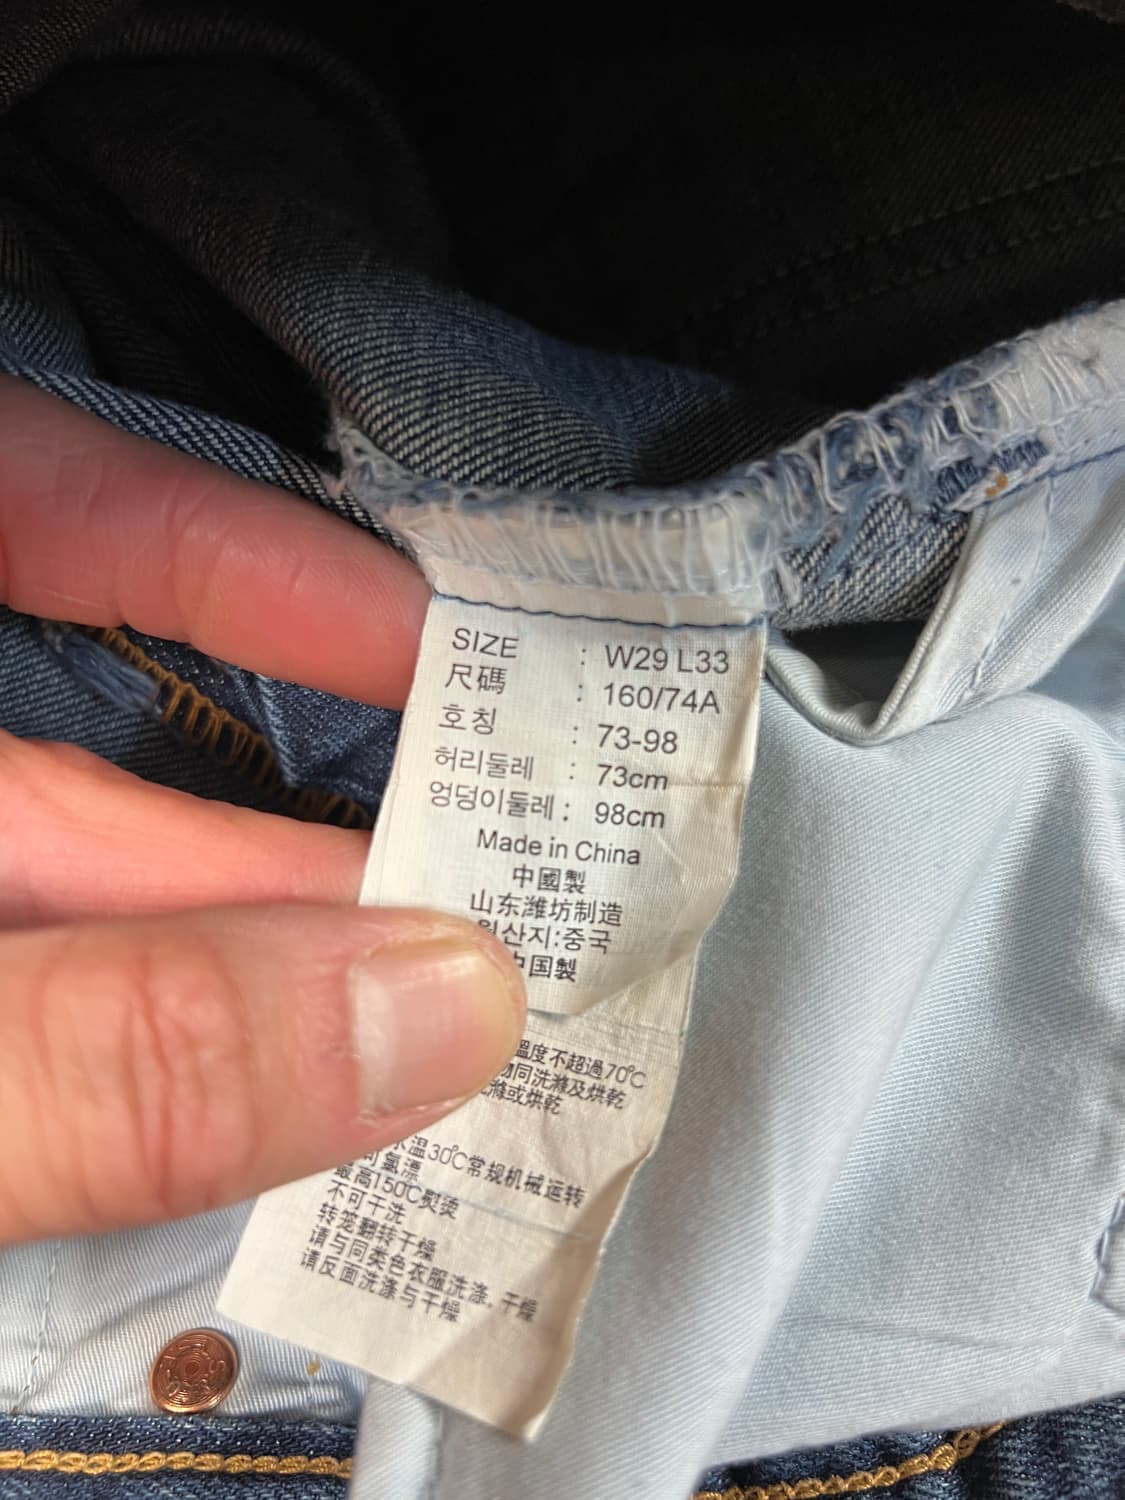 SIZE : W29 L33
尺碼 : 160/74A
호칭 : 73-98
허리둘레 : 73cm
엉덩이둘레 : 98cm
Made in China
中國製
山东潍坊制造
원산지:중국
中国製
溫度不超過70℃
物同洗滌及烘乾
洗滌或烘乾
水温30℃常规机械运转
可氯漂
最高150℃熨烫
不可干洗
转笼翻转干燥
请与同类色衣服洗涤,干燥
请反面洗涤与干燥